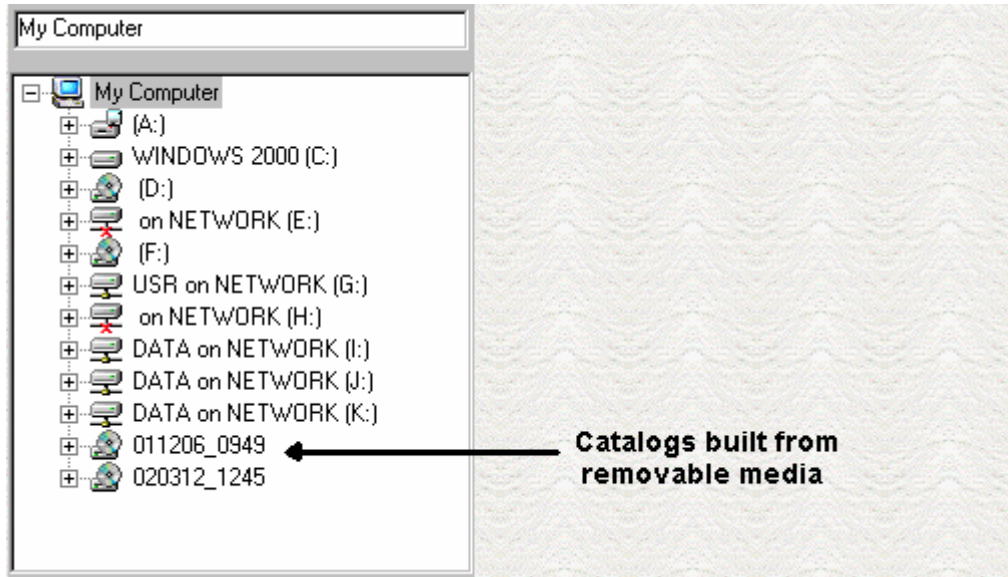 My Computer
My Computer
(A:)
WINDOWS 2000 (C:)
(D:)
on NETWORK (E:)
(F:)
USR on NETWORK (G:)
on NETWORK (H:)
DATA on NETWORK (I:)
DATA on NETWORK (J:)
DATA on NETWORK (K:)
011206_0949
020312_1245
Catalogs built from
removable media